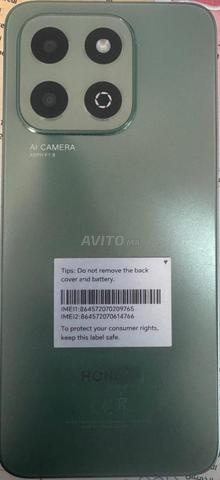 AI CAMERA
AVITO
Tips: Do not remove the back
cover and battery.
IMEI1:864572070209765
IMEI2:864572070614766
To protect your consumer rights,
keep this label safe.
HONOR